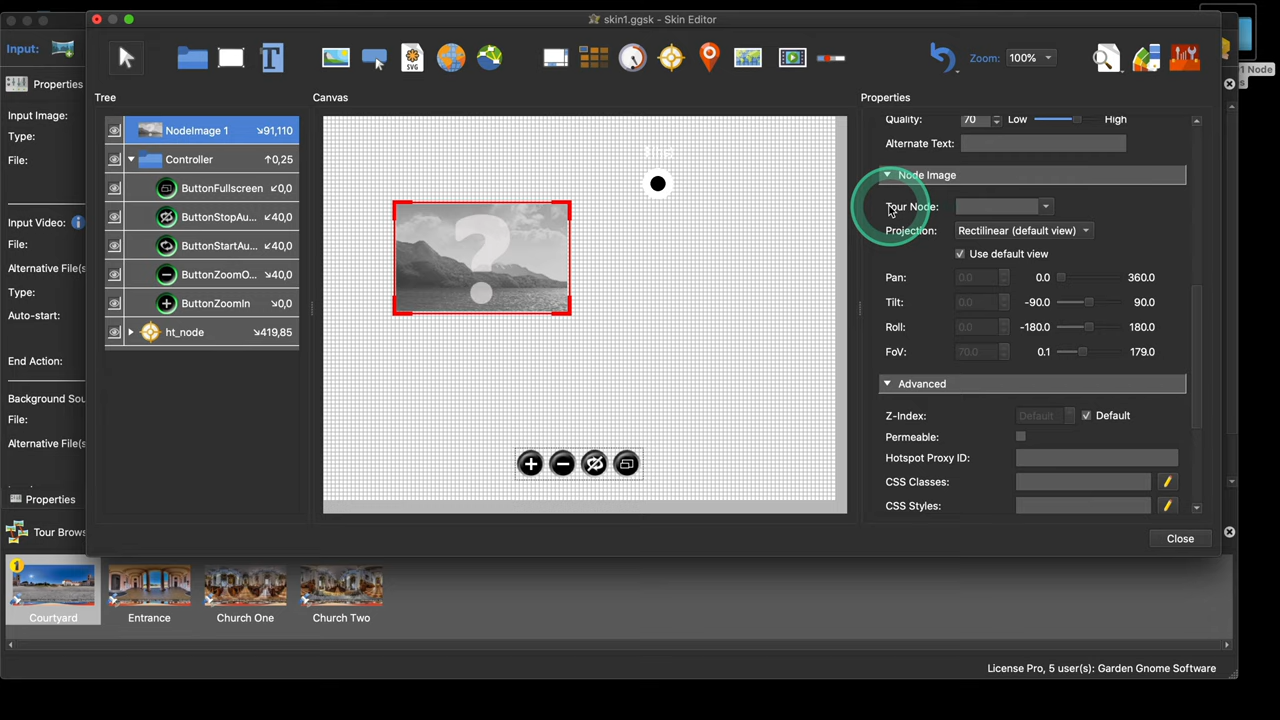 skin1.ggsk - Skin Editor
Input:
Zoom: 100%
1 Node
Properties
Tree
Canvas
Properties
Input Image:
Type:
File:
Input Video:
File:
Alternative File(s
Type:
Auto-start:
End Action:
Background Sou
File:
Alternative File(s
Properties
Tour Brows
NodeImage 1 ↘91,110
Controller ↑0,25
ButtonFullscreen ↙0,0
ButtonStopAu... ↙40,0
ButtonStartAu... ↙40,0
ButtonZoomO... ↘40,0
ButtonZoomIn ↘0,0
ht_node ↘419,85
Quality: 70 Low High
Alternate Text:
Node Image
Tour Node:
Projection: Rectilinear (default view)
Use default view
Pan: 0.0 0.0 360.0
Tilt: 0.0 -90.0 90.0
Roll: 0.0 -180.0 180.0
FoV: 70.0 0.1 179.0
Advanced
Z-Index: Default Default
Permeable:
Hotspot Proxy ID:
CSS Classes:
CSS Styles:
Close
1
Courtyard
Entrance
Church One
Church Two
License Pro, 5 user(s): Garden Gnome Software